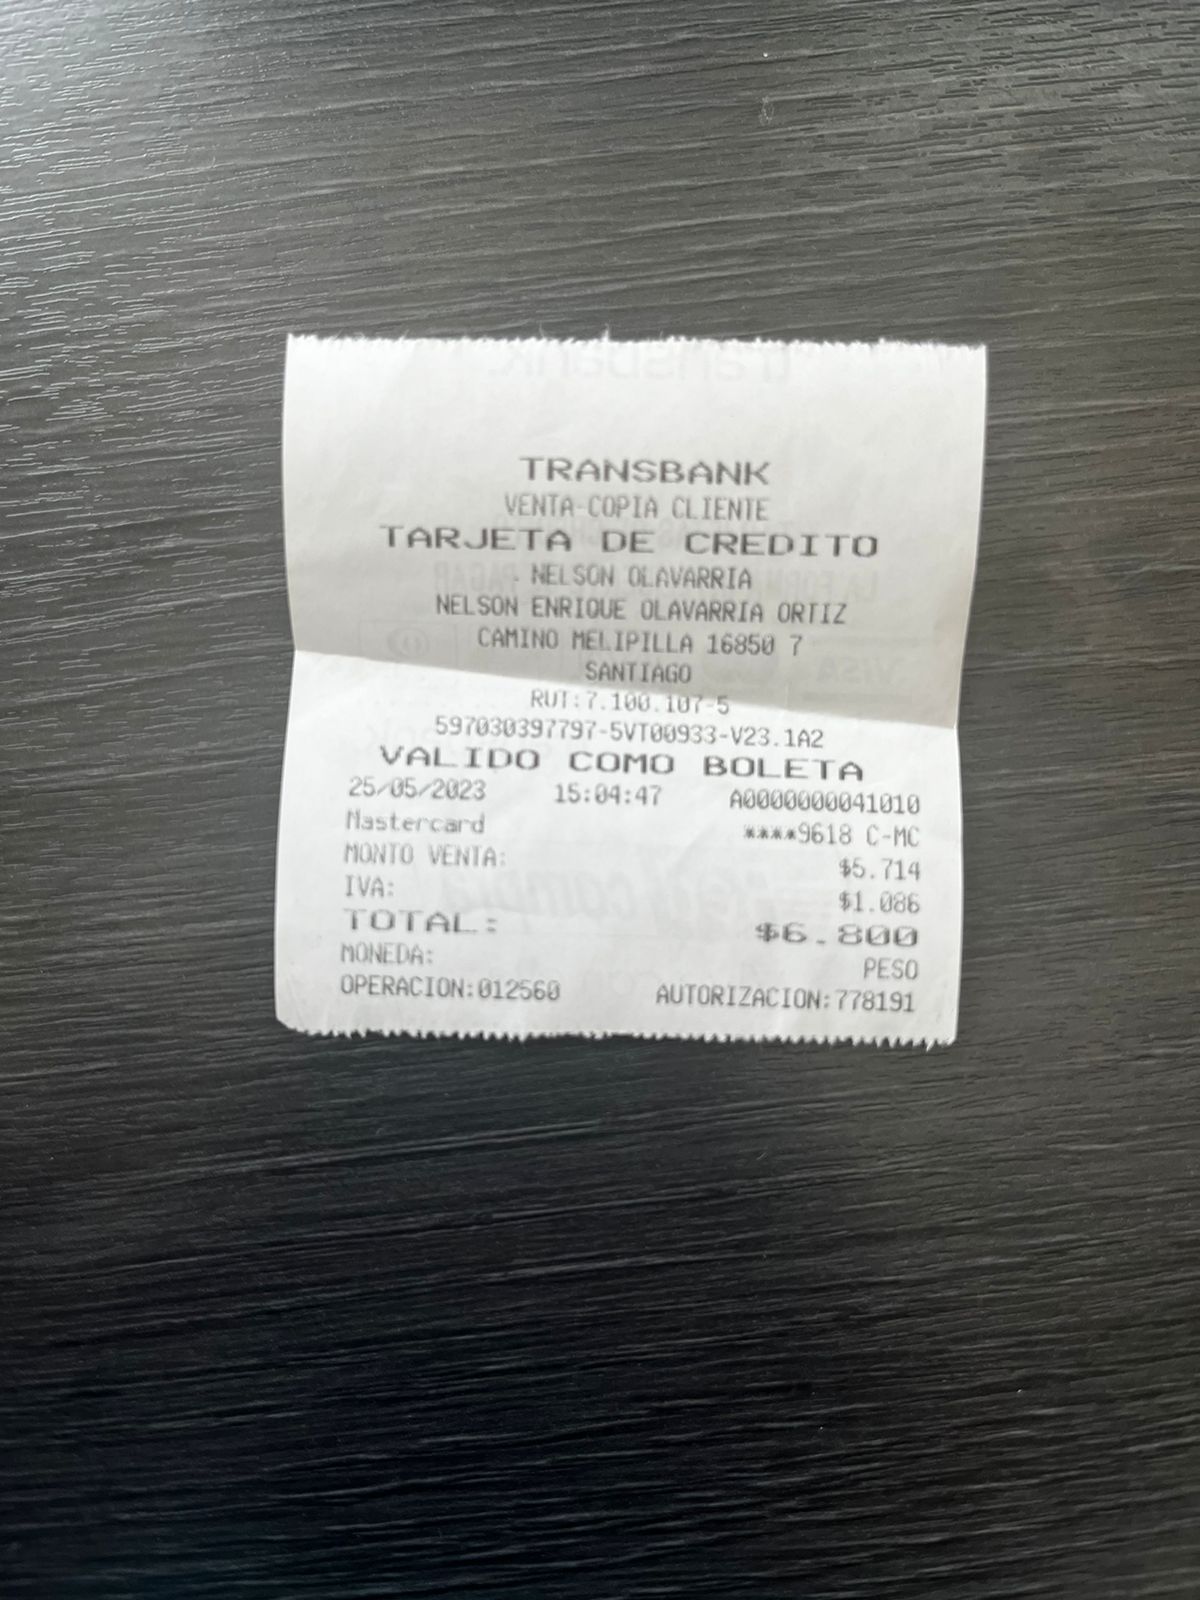 TRANSBANK
VENTA-COPIA CLIENTE
TARJETA DE CREDITO
NELSON OLAVARRIA
NELSON ENRIQUE OLAVARRIA ORTIZ
CAMINO MELIPILLA 16850 7
SANTIAGO
RUT:7.100.107-5
597030397797-5VT00933-V23.1A2
VALIDO COMO BOLETA
25/05/2023 15:04:47 A0000000041010
Mastercard ****9618 C-MC
MONTO VENTA: $5.714
IVA: $1.086
TOTAL: $6.800
MONEDA: PESO
OPERACION:012560 AUTORIZACION:778191